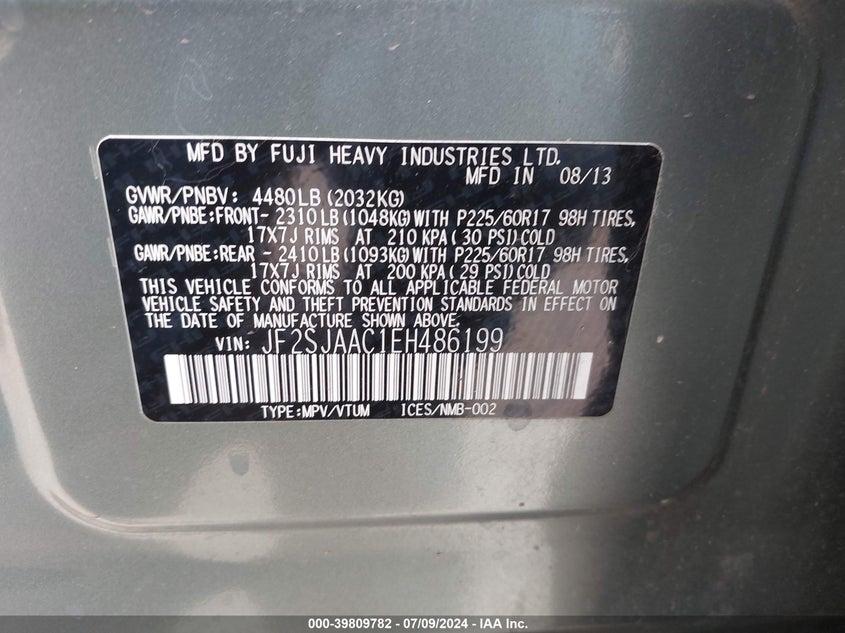 MFD BY FUJI HEAVY INDUSTRIES LTD.
MFD IN 08/13
GVWR/PNBV: 4480LB(2032KG)
GAWR/PNBE:FRONT- 2310LB(1048KG)WITH P225/60R17 98H TIRES,
17X7J RIMS AT 210 KPA(30 PSI)COLD
GAWR/PNBE:REAR - 2410LB(1093KG)WITH P225/60R17 98H TIRES,
17X7J RIMS AT 200 KPA(29 PSI)COLD
THIS VEHICLE CONFORMS TO ALL APPLICABLE FEDERAL MOTOR
VEHICLE SAFETY AND THEFT PREVENTION STANDARDS IN EFFECT ON
THE DATE OF MANUFACTURE SHOWN ABOVE.
VIN: JF2SJAAC1EH486199
TYPE:MPV/VTUM ICES/NMB-002
000-39809782 - 07/09/2024 - IAA Inc.